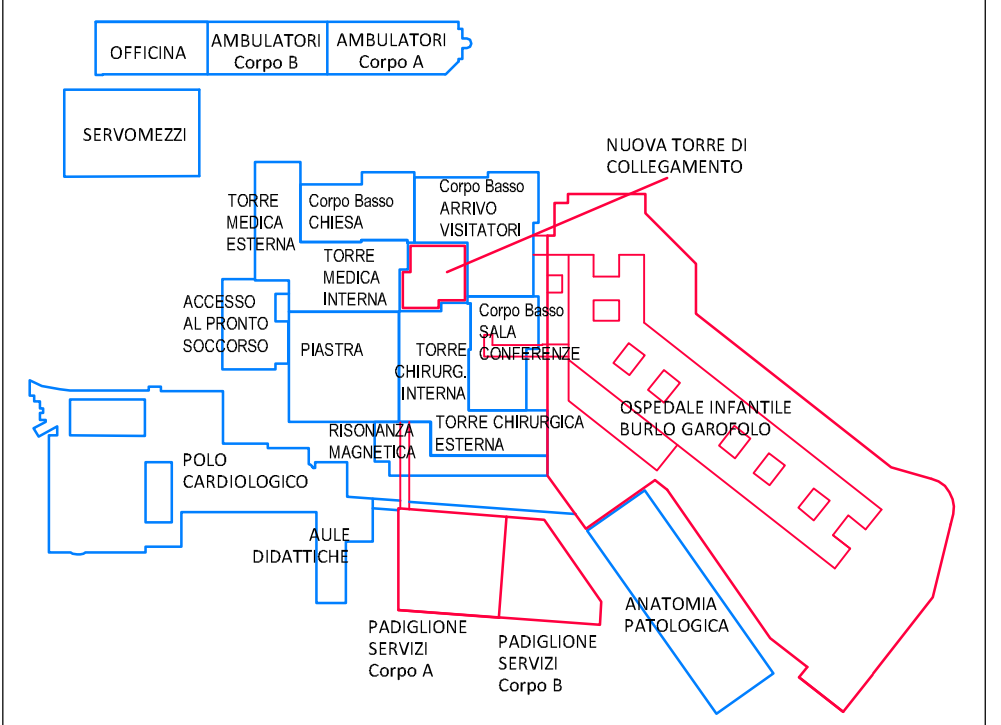 OFFICINA
AMBULATORI
Corpo B
AMBULATORI
Corpo A
SERVOMEZZI
NUOVA TORRE DI
COLLEGAMENTO
TORRE
MEDICA
ESTERNA
Corpo Basso
CHIESA
Corpo Basso
ARRIVO
VISITATORI
TORRE
MEDICA
INTERNA
ACCESSO
AL PRONTO
SOCCORSO
PIASTRA
TORRE
CHIRURG.
INTERNA
Corpo Basso
SALA
CONFERENZE
OSPEDALE INFANTILE
BURLO GAROFOLO
RISONANZA
MAGNETICA
TORRE CHIRURGICA
ESTERNA
POLO
CARDIOLOGICO
AULE
DIDATTICHE
PADIGLIONE
SERVIZI
Corpo A
PADIGLIONE
SERVIZI
Corpo B
ANATOMIA
PATOLOGICA